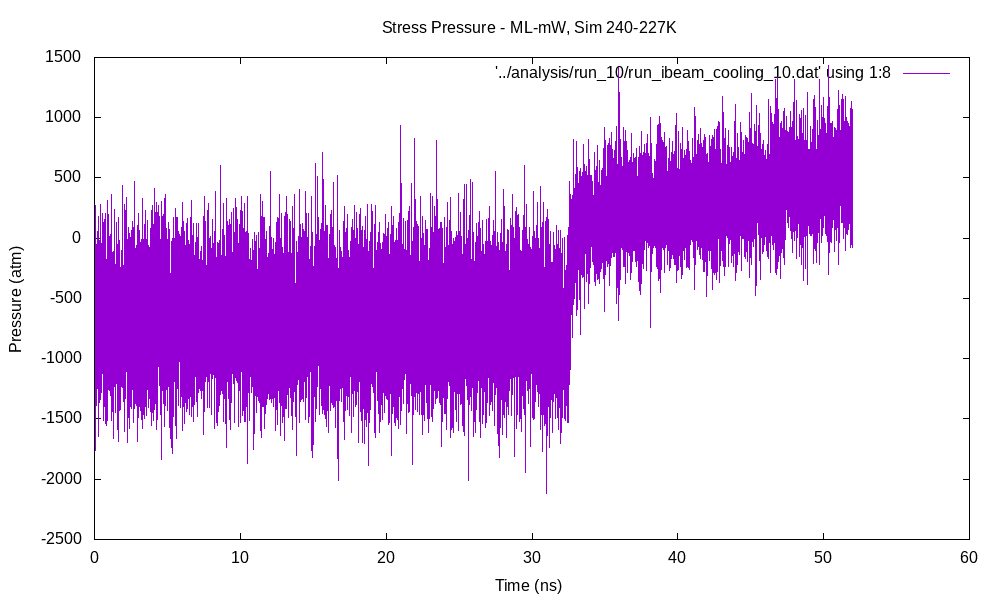 Stress Pressure - ML-mW, Sim 240-227K
'../analysis/run_10/run_ibeam_cooling_10.dat' using 1:8
1500
1000
500
0
-500
-1000
-1500
-2000
-2500
Pressure (atm)
0 10 20 30 40 50 60
Time (ns)